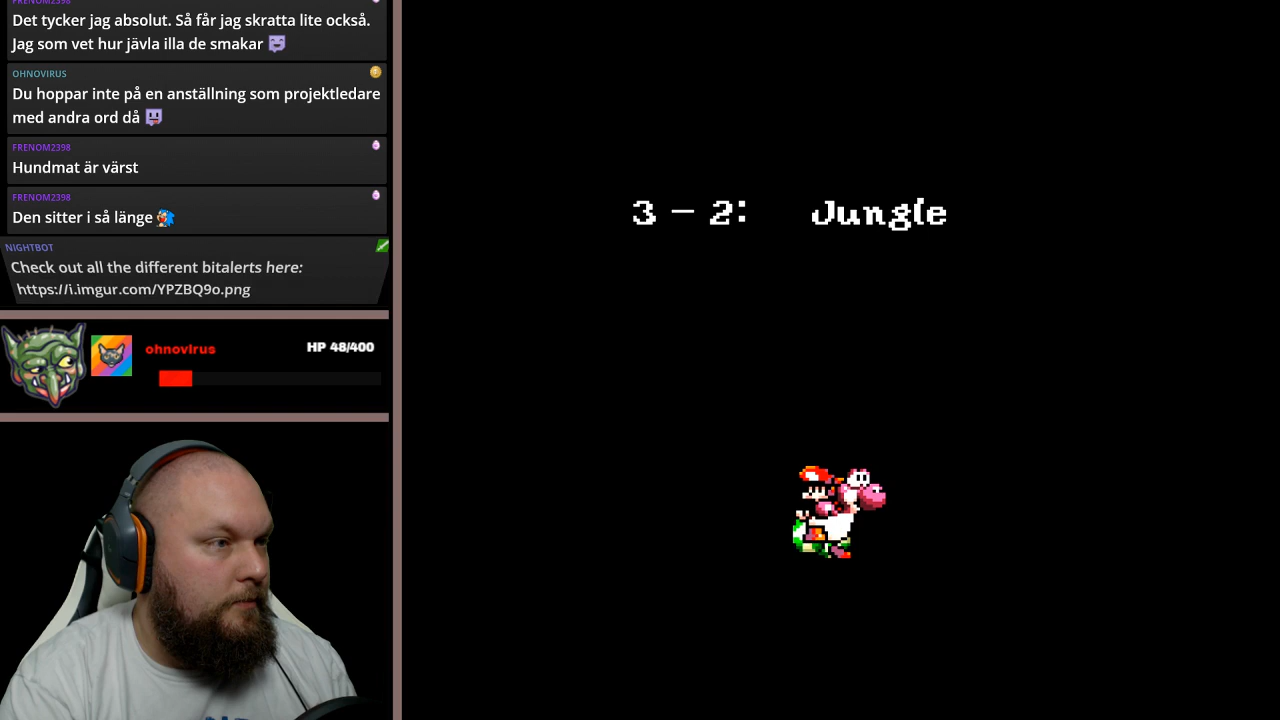 FRENOM2398
Det tycker jag absolut. Så får jag skratta lite också.
Jag som vet hur jävla illa de smakar
OHNOVIRUS
Du hoppar inte på en anställning som projektledare
med andra ord då
FRENOM2398
Hundmat är värst
FRENOM2398
Den sitter i så länge
NIGHTBOT
Check out all the different bitalerts here:
https://i.imgur.com/YPZBQ9o.png
ohnovirus HP 48/400
3 - 2: Jungle